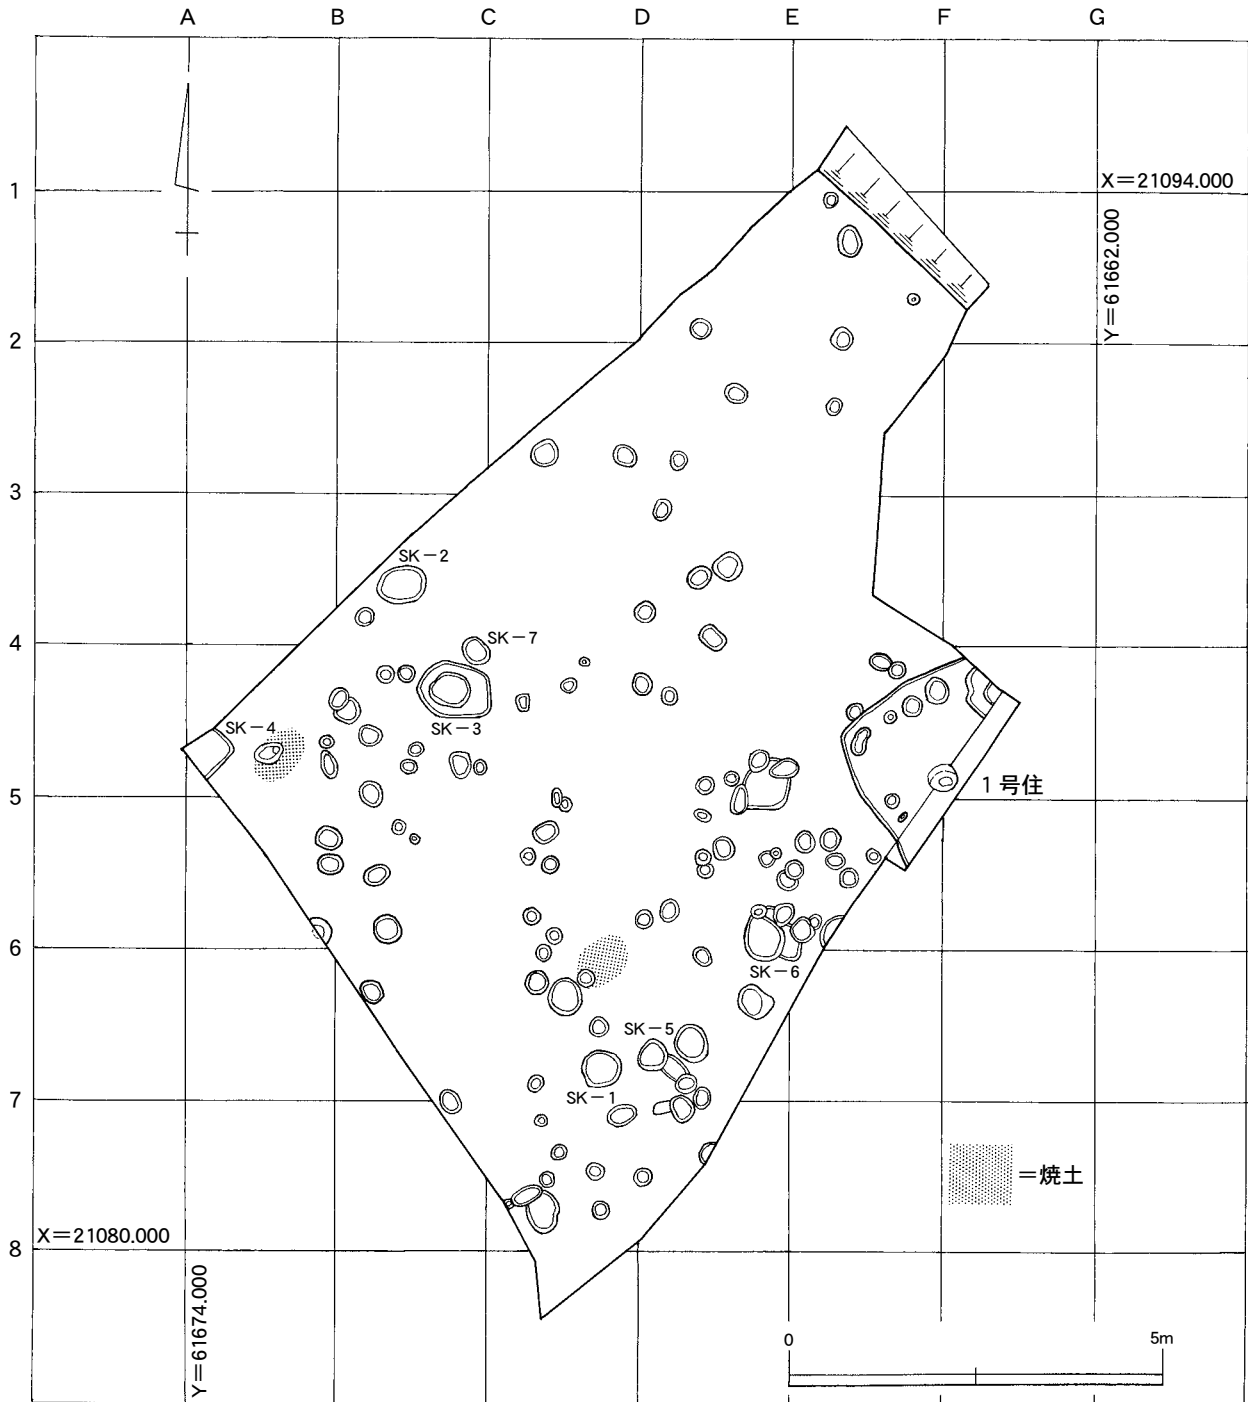 A B C D E F G
1
X=21094.000
Y=61662.000
2
3
SK-2
4
SK-7
SK-4
SK-3
1号住
5
6
SK-6
SK-5
SK-1
7
=焼土
X=21080.000
8
Y=61674.000
0 5m